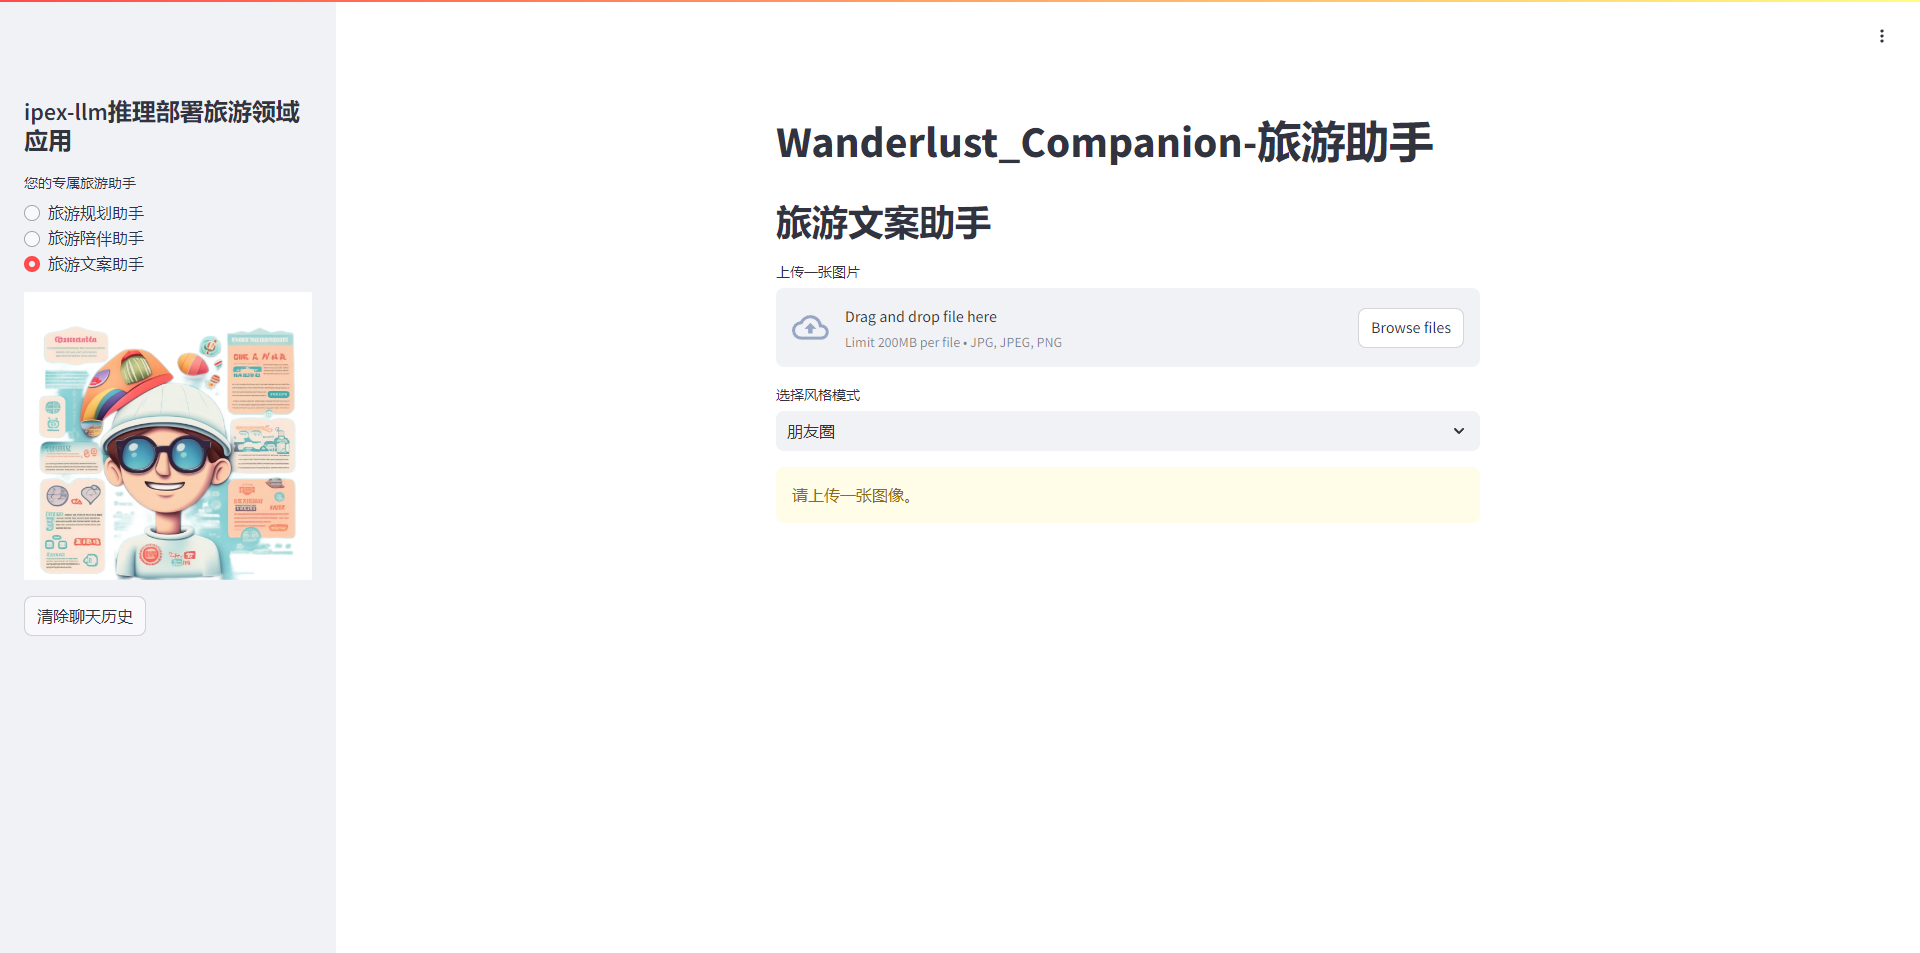 ipex-llm推理部署旅游领域
应用
您的专属旅游助手
旅游规划助手
旅游陪伴助手
旅游文案助手
清除聊天历史
Wanderlust_Companion-旅游助手
旅游文案助手
上传一张图片
Drag and drop file here
Limit 200MB per file • JPG, JPEG, PNG
Browse files
选择风格模式
朋友圈
请上传一张图像。